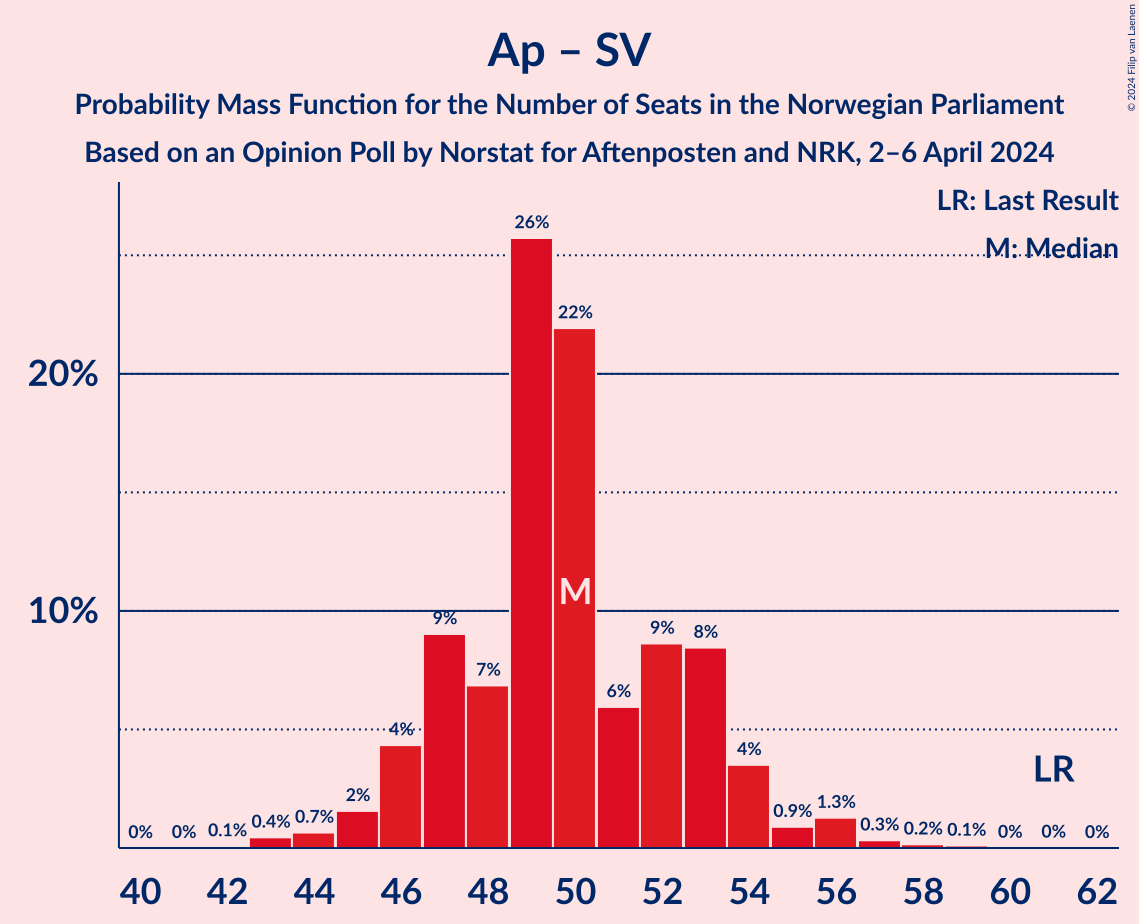 Ap – SV
Probability Mass Function for the Number of Seats in the Norwegian Parliament
Based on an Opinion Poll by Norstat for Aftenposten and NRK, 2–6 April 2024
© 2024 Filip van Laenen
LR: Last Result
M: Median
20%
10%
0%
0%
0.1%
0.4%
0.7%
2%
4%
9%
7%
26%
22%
6%
9%
8%
4%
0.9%
1.3%
0.3%
0.2%
0.1%
0%
0%
0%
M
LR
40 42 44 46 48 50 52 54 56 58 60 62